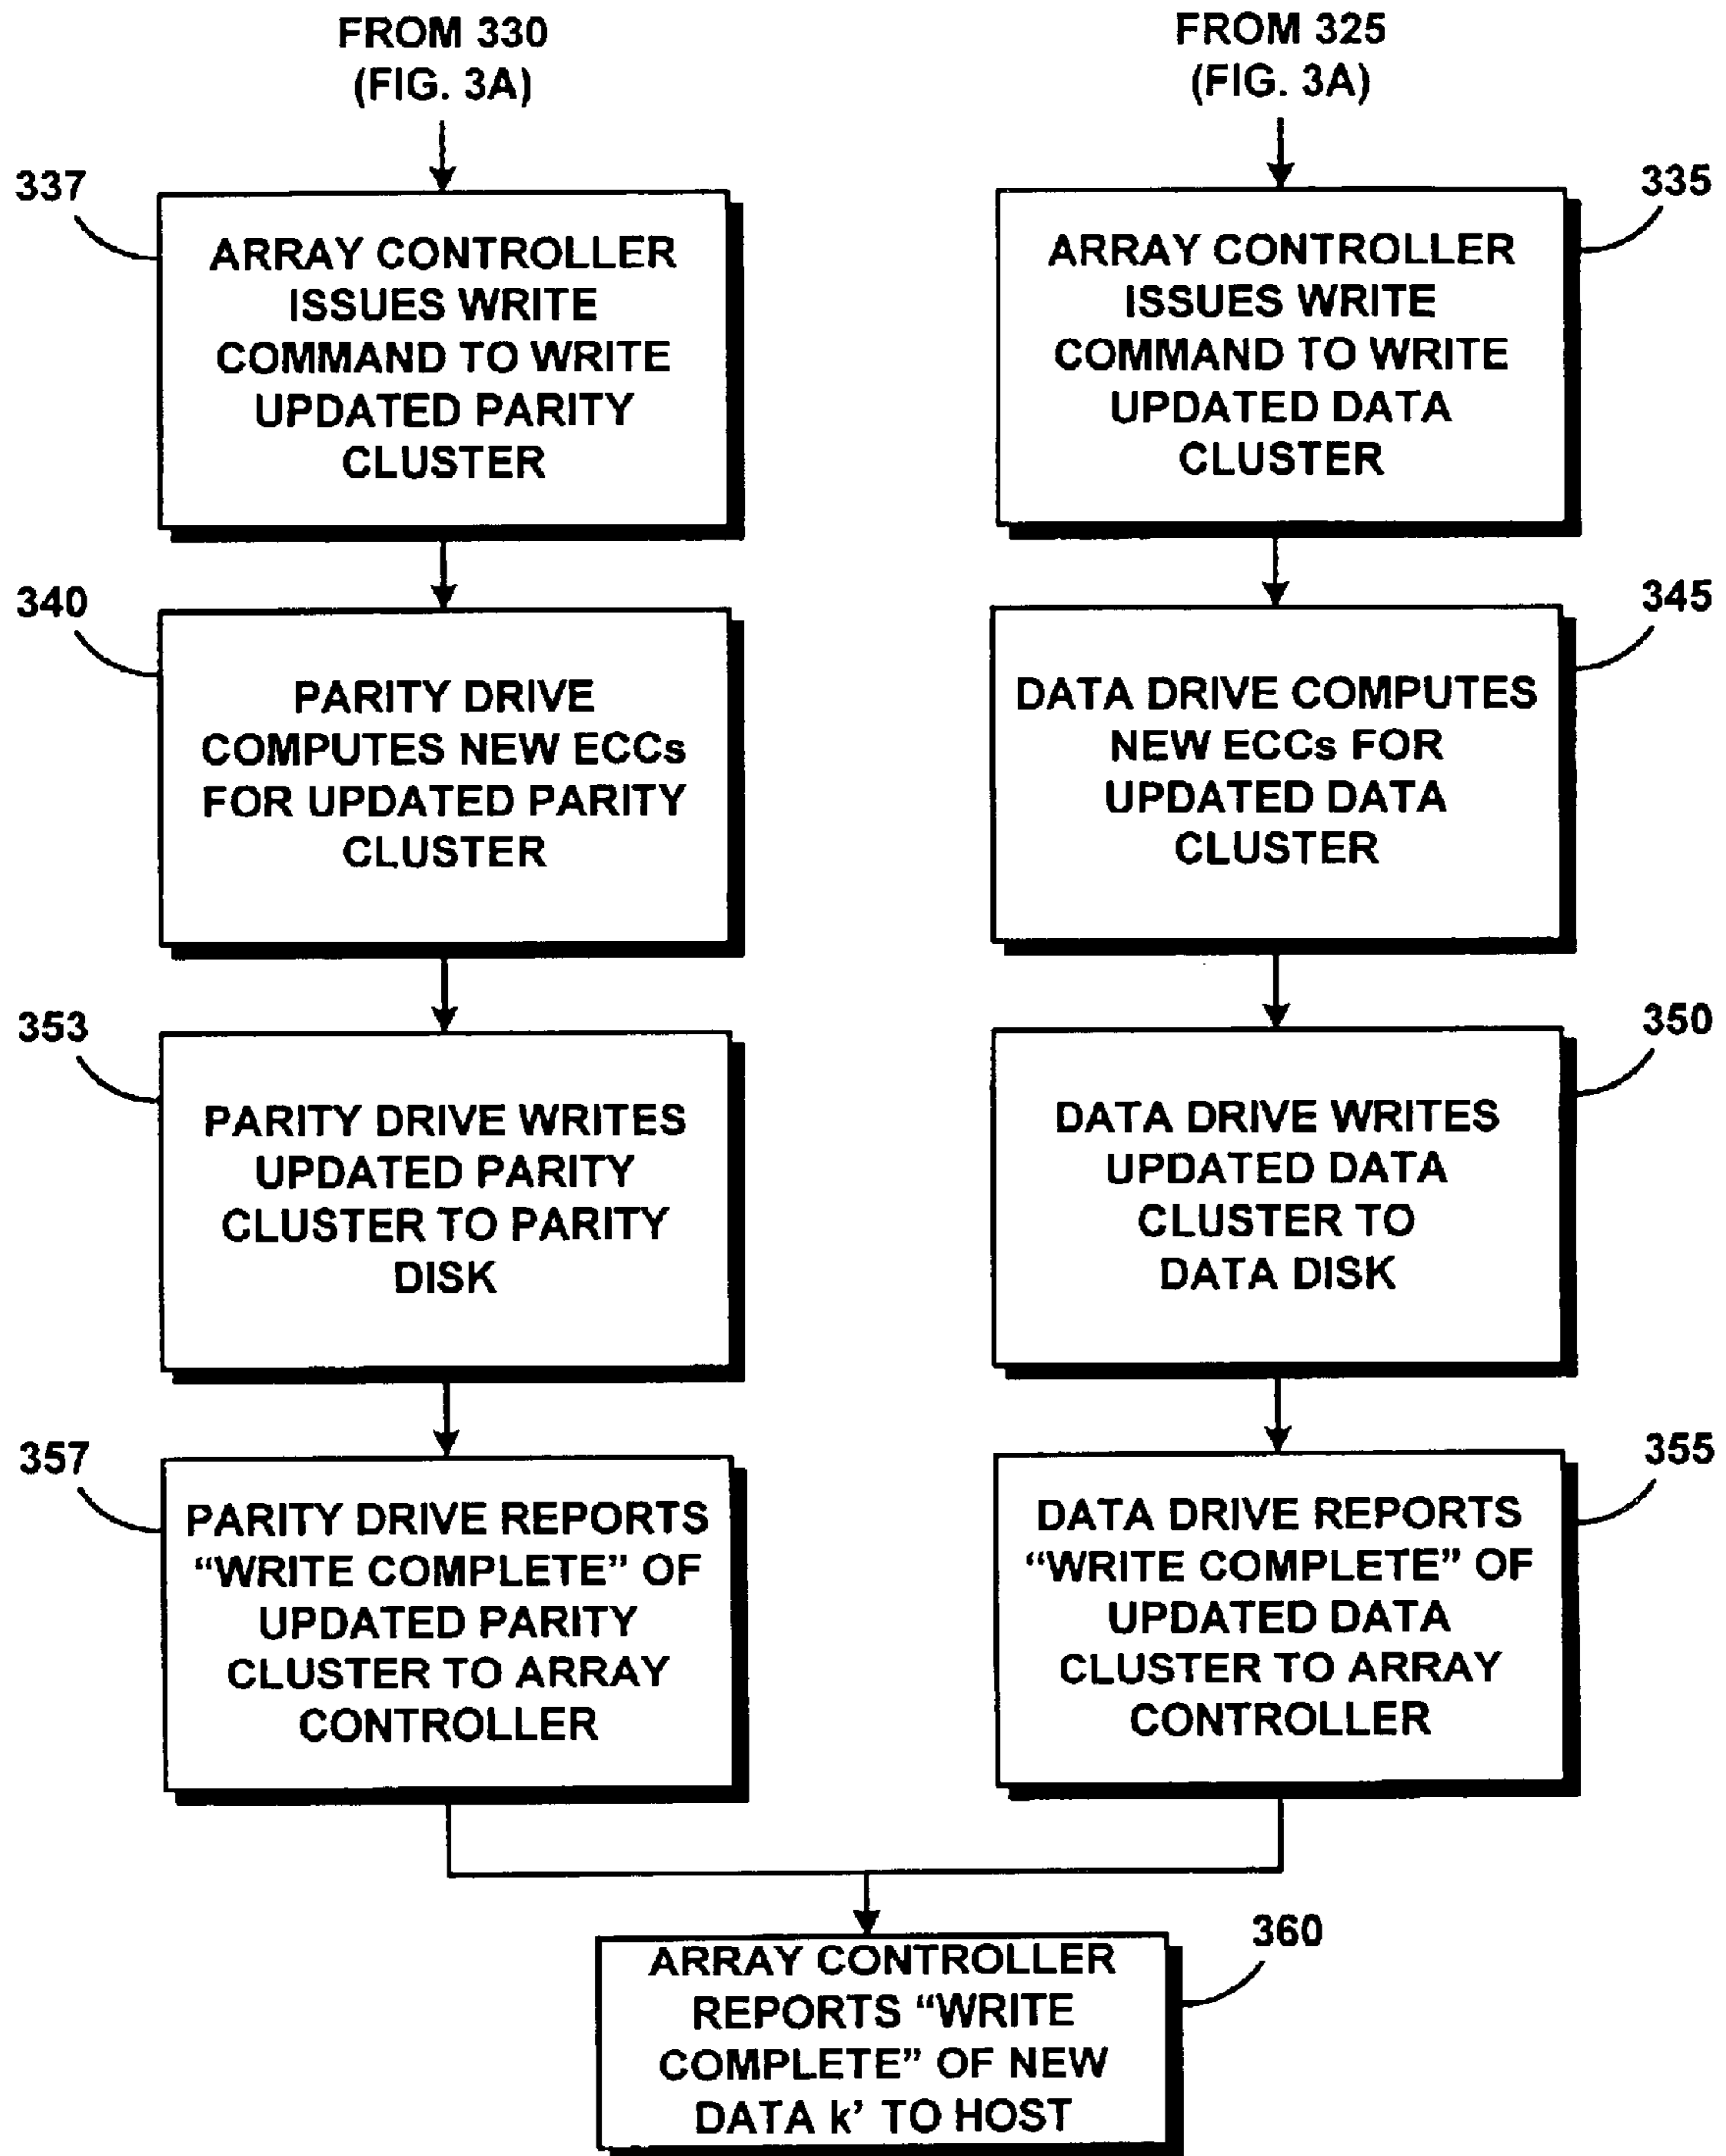 FROM 330
(FIG. 3A)
FROM 325
(FIG. 3A)
337
ARRAY CONTROLLER
ISSUES WRITE
COMMAND TO WRITE
UPDATED PARITY
CLUSTER
335
ARRAY CONTROLLER
ISSUES WRITE
COMMAND TO WRITE
UPDATED DATA
CLUSTER
340
PARITY DRIVE
COMPUTES NEW ECCs
FOR UPDATED PARITY
CLUSTER
345
DATA DRIVE COMPUTES
NEW ECCs FOR
UPDATED DATA
CLUSTER
353
PARITY DRIVE WRITES
UPDATED PARITY
CLUSTER TO PARITY
DISK
350
DATA DRIVE WRITES
UPDATED DATA
CLUSTER TO
DATA DISK
357
PARITY DRIVE REPORTS
“WRITE COMPLETE” OF
UPDATED PARITY
CLUSTER TO ARRAY
CONTROLLER
355
DATA DRIVE REPORTS
“WRITE COMPLETE” OF
UPDATED DATA
CLUSTER TO ARRAY
CONTROLLER
360
ARRAY CONTROLLER
REPORTS “WRITE
COMPLETE” OF NEW
DATA k’ TO HOST